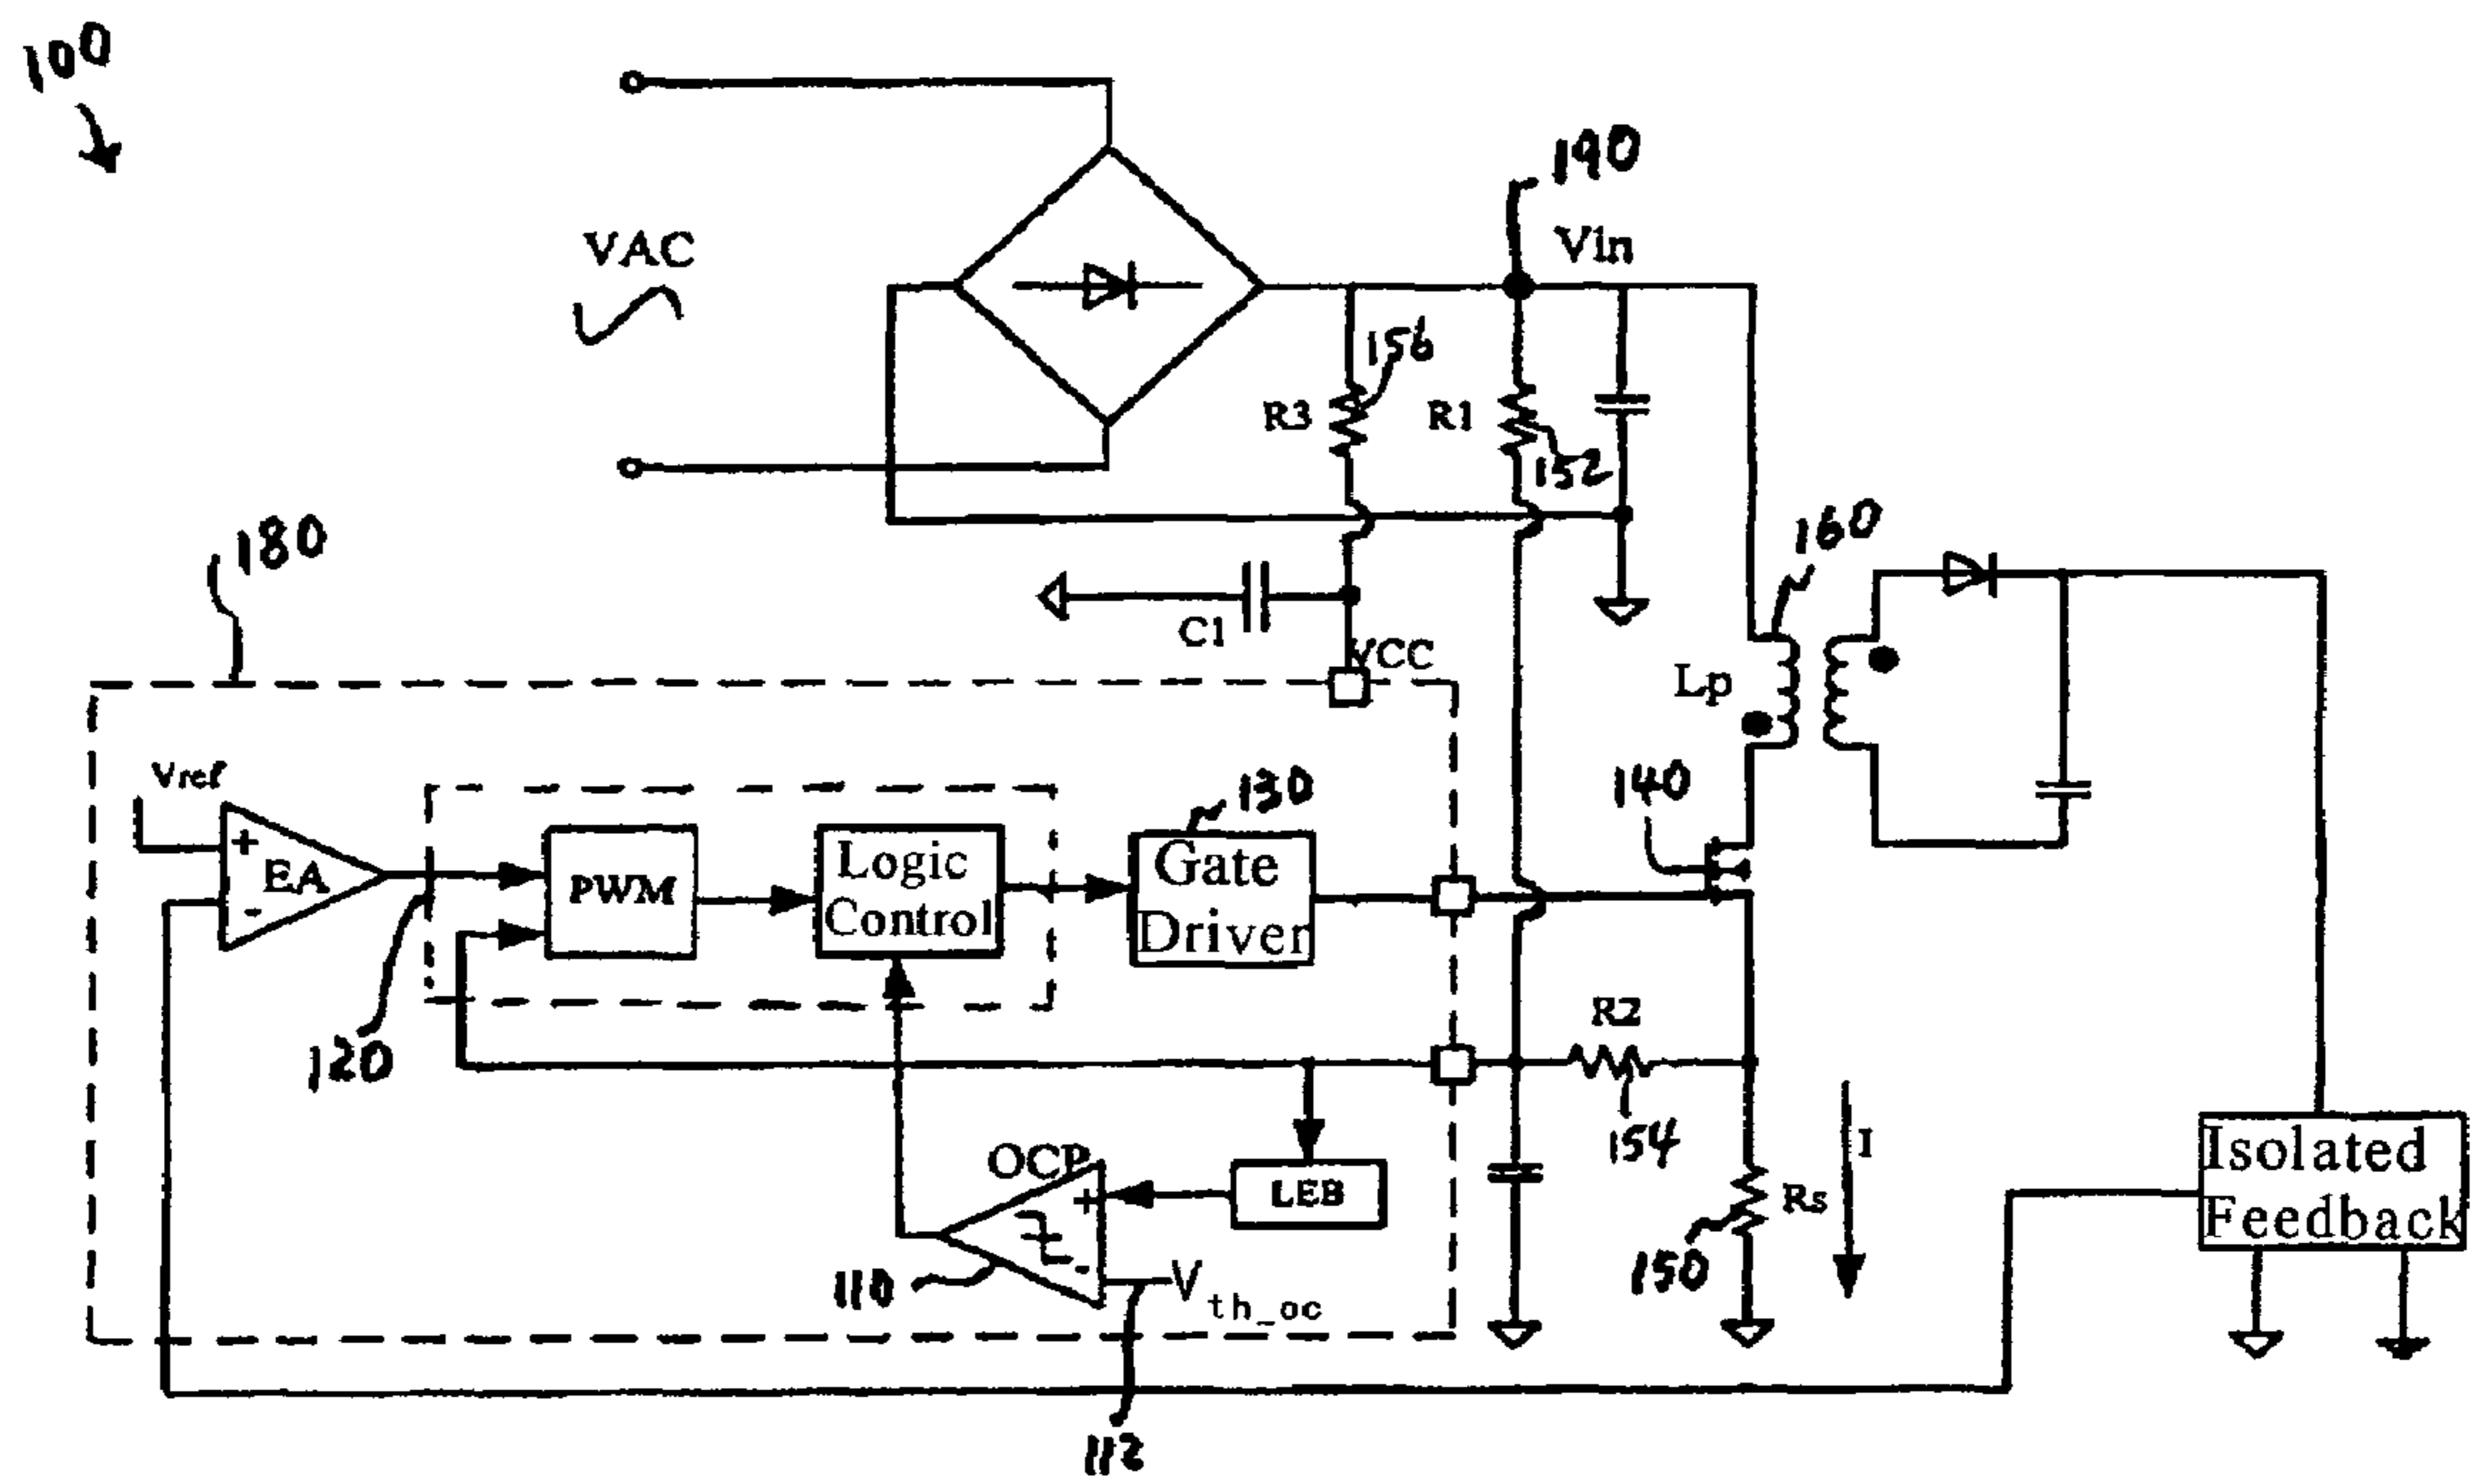 100
190
VAC
Vin
156
R3
R1
152
180
160
C1
VCC
Lp
Vref
130
140
+
EA
-
PWM
Logic
Control
Gate
Driver
R2
120
154
OCP
+
LEB
I
Rs
-
110
V
th_oc
150
Isolated
Feedback
112